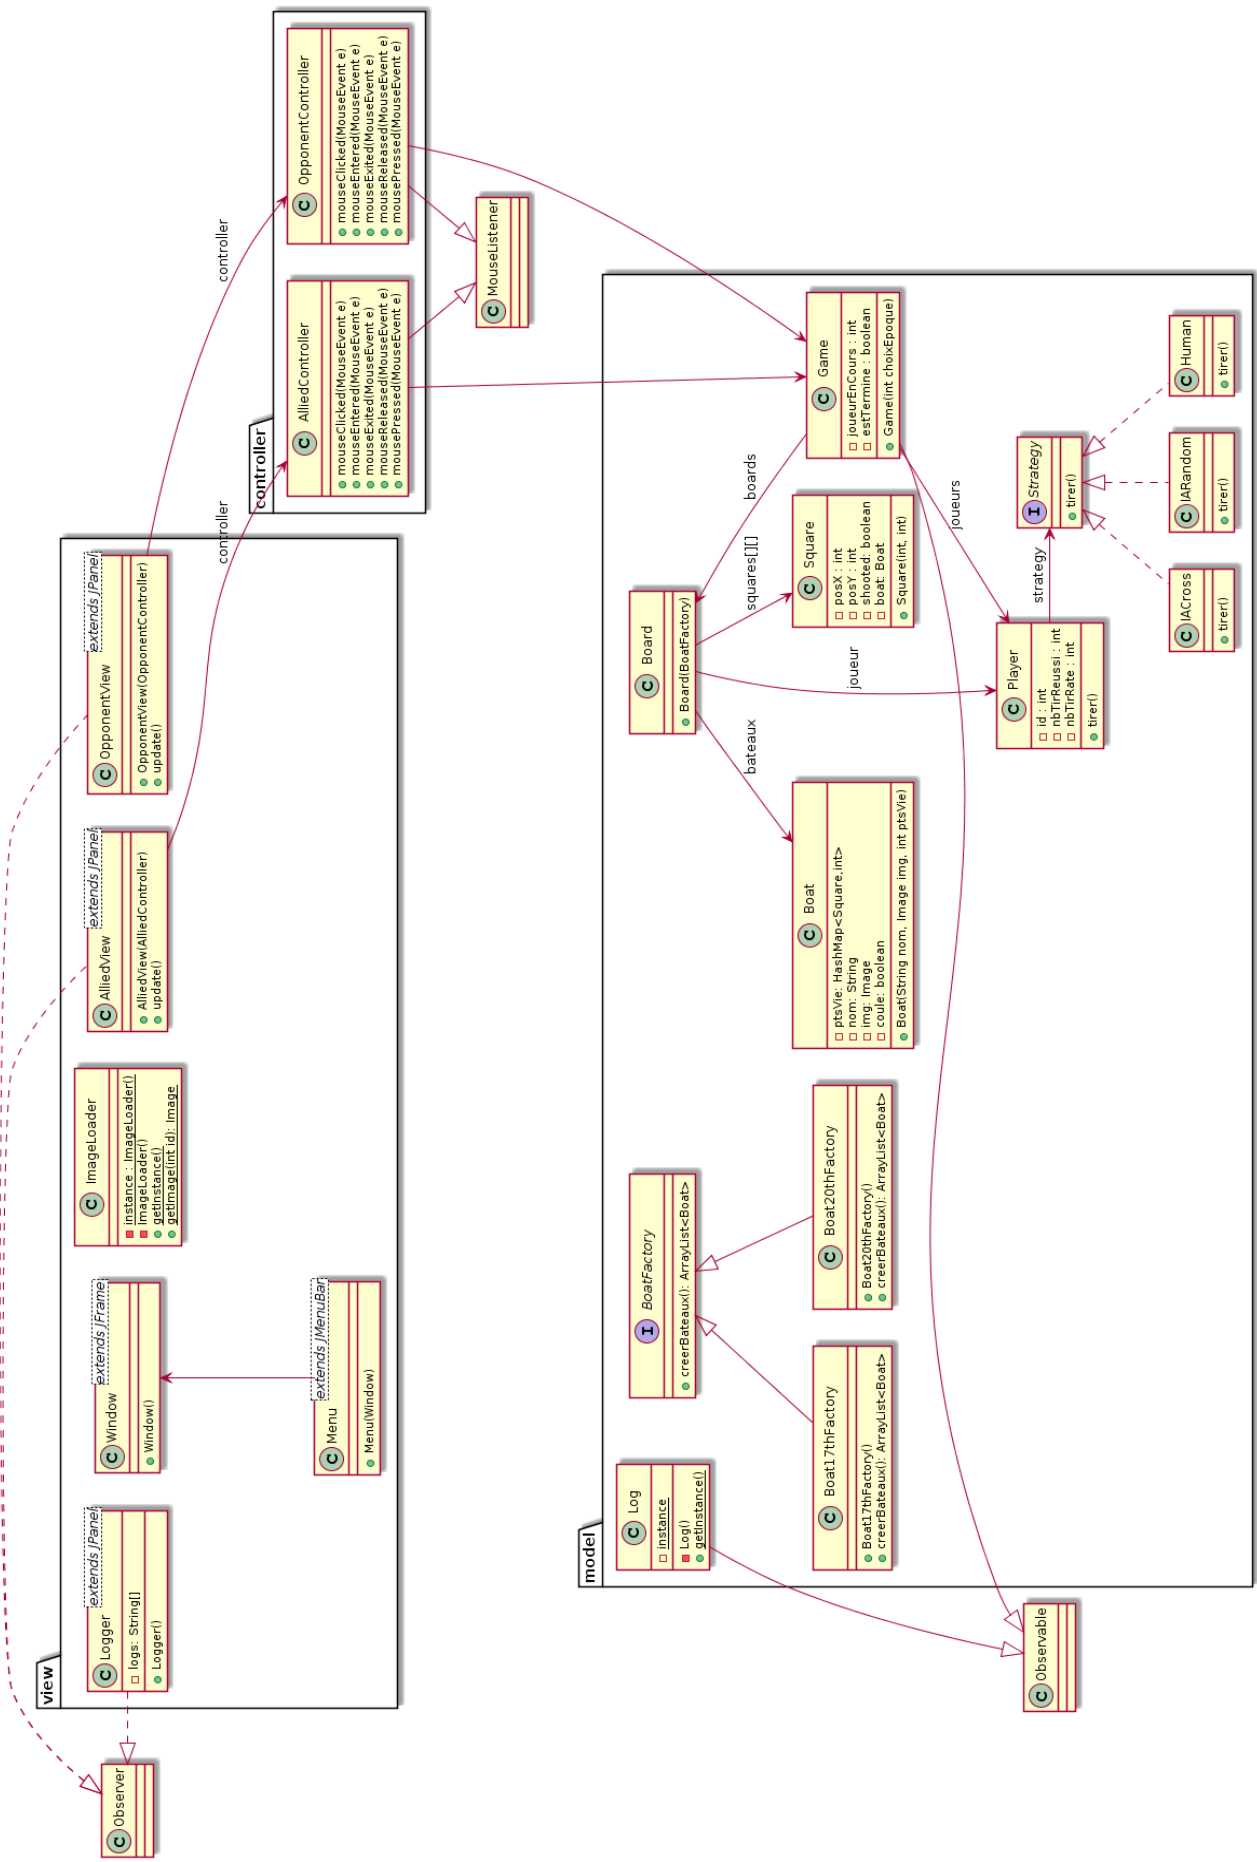 view
Observer
extends JPanel
Logger
logs: String[]
Logger()
extends JFrame
Window
Window()
extends JMenuBar
Menu
Menu(Window)
ImageLoader
instance : ImageLoader()
ImageLoader()
getInstance()
getImage(int id): Image
extends JPanel
AlliedView
AlliedView(AlliedController)
update()
extends JPanel
OpponentView
OpponentView(OpponentController)
update()
controller
controller
controller
AlliedController
mouseClicked(MouseEvent e)
mouseEntered(MouseEvent e)
mouseExited(MouseEvent e)
mouseReleased(MouseEvent e)
mousePressed(MouseEvent e)
OpponentController
mouseClicked(MouseEvent e)
mouseEntered(MouseEvent e)
mouseExited(MouseEvent e)
mouseReleased(MouseEvent e)
mousePressed(MouseEvent e)
MouseListener
model
Log
instance
Log()
getInstance()
BoatFactory
creerBateaux(): ArrayList<Boat>
Boat17thFactory
Boat17thFactory()
creerBateaux(): ArrayList<Boat>
Boat20thFactory
Boat20thFactory()
creerBateaux(): ArrayList<Boat>
Board
Board(BoatFactory)
bateaux
joueur
squares[][]
boards
Boat
ptsVie: HashMap<Square,int>
nom: String
img: Image
coule: boolean
Boat(String nom, Image img, int ptsVie)
Square
posX : int
posY : int
shooted: boolean
boat: Boat
Square(int, int)
Game
joueurEnCours : int
estTermine : boolean
Game(int choixEpoque)
joueurs
Player
id : int
nbTirReussi : int
nbTirRate : int
tirer()
strategy
Strategy
tirer()
IACross
tirer()
IARandom
tirer()
Human
tirer()
Observable